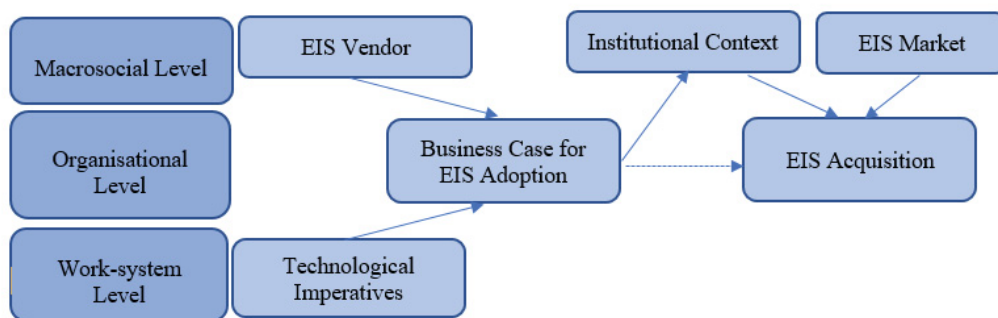 Macrosocial Level
EIS Vendor
Institutional Context
EIS Market
Organisational
Level
Business Case for
EIS Adoption
EIS Acquisition
Work-system
Level
Technological
Imperatives